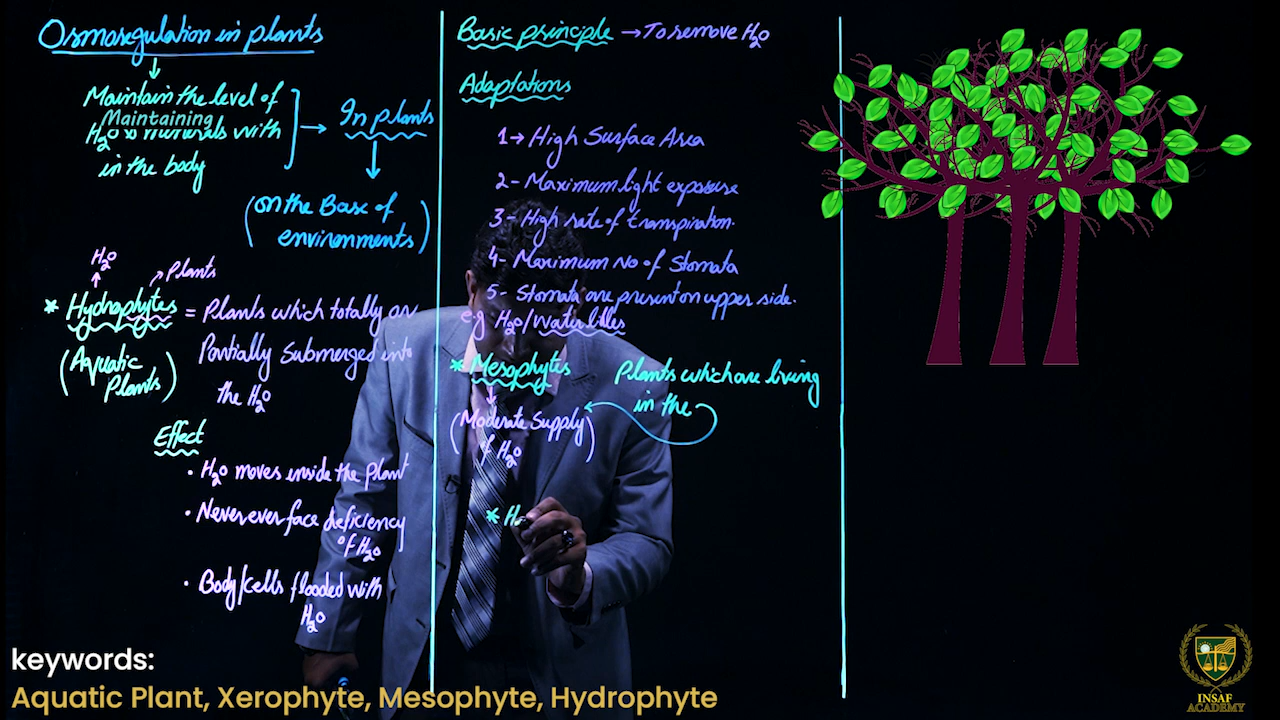 Osmoregulation in plants
Maintain the level of
Maintaining
H2O & minerals with
in the body
In plants
(on the Base of
environments)
H2O
Plants
* Hydrophytes = Plants which totally or
(Aquatic
Plants)
Partially Submerged into
the H2O
Effect
• H2O moves inside the plant
• Never ever face deficiency
of H2O
• Body/cells flooded with
H2O
Basic principle → To remove H2O
Adaptations
1→ High Surface Area
2- Maximum light exposure
3- High rate of transpiration.
4- Maximum No of Stomata
5- Stomata are present on upper side.
e.g H2O/Water lilies
* Mesophytes
Plants which are living
in the
(Moderate Supply
of H2O)
* H2
keywords:
Aquatic Plant, Xerophyte, Mesophyte, Hydrophyte
INSAF
ACADEMY